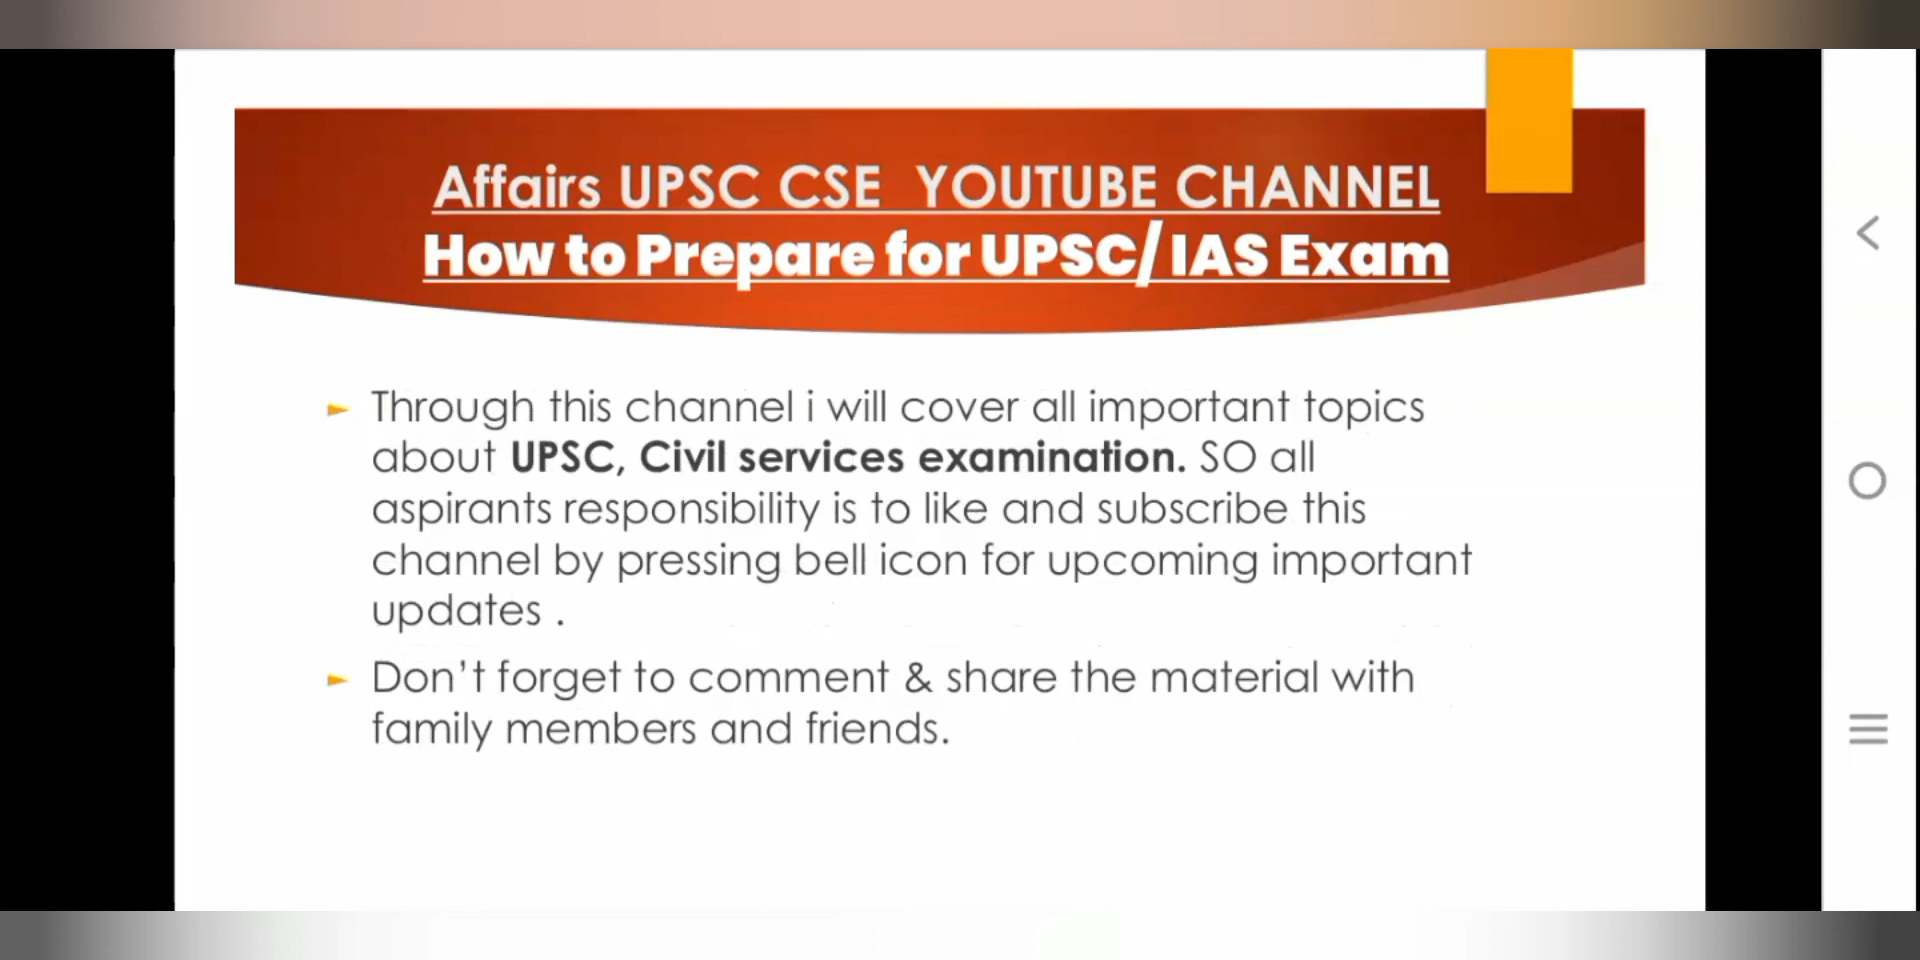 Affairs UPSC CSE YOUTUBE CHANNEL
How to Prepare for UPSC/ IAS Exam
Through this channel i will cover all important topics
about UPSC, Civil services examination. SO all
aspirants responsibility is to like and subscribe this
channel by pressing bell icon for upcoming important
updates .
Don't forget to comment & share the material with
family members and friends.